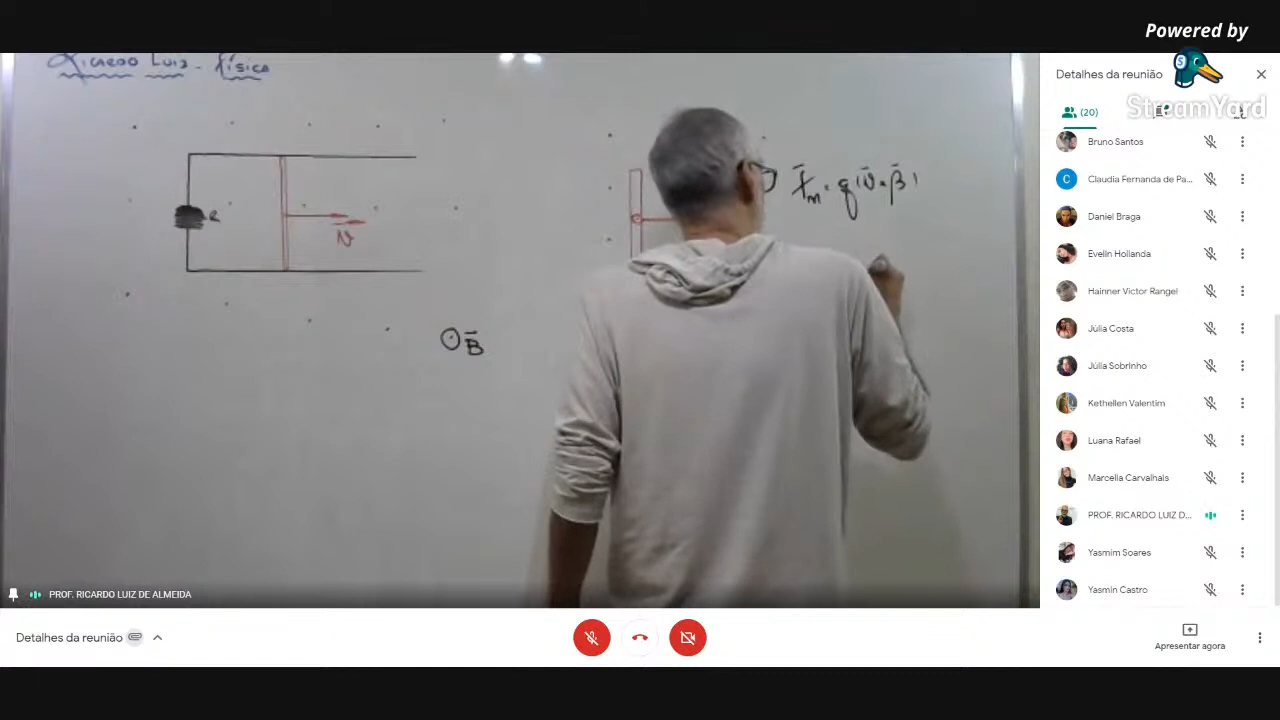 Powered by
StreamYard
Ricardo Luiz - Física
R
v
B
Fm = q(v × B)
PROF. RICARDO LUIZ DE ALMEIDA
Detalhes da reunião
(20)
Bruno Santos
Claudia Fernanda de Pa...
Daniel Braga
Evelin Hollanda
Hainner Victor Rangel
Júlia Costa
Júlia Sobrinho
Kethellen Valentim
Luana Rafael
Marcella Carvalhais
PROF. RICARDO LUIZ D...
Yasmim Soares
Yasmin Castro
Detalhes da reunião
Apresentar agora